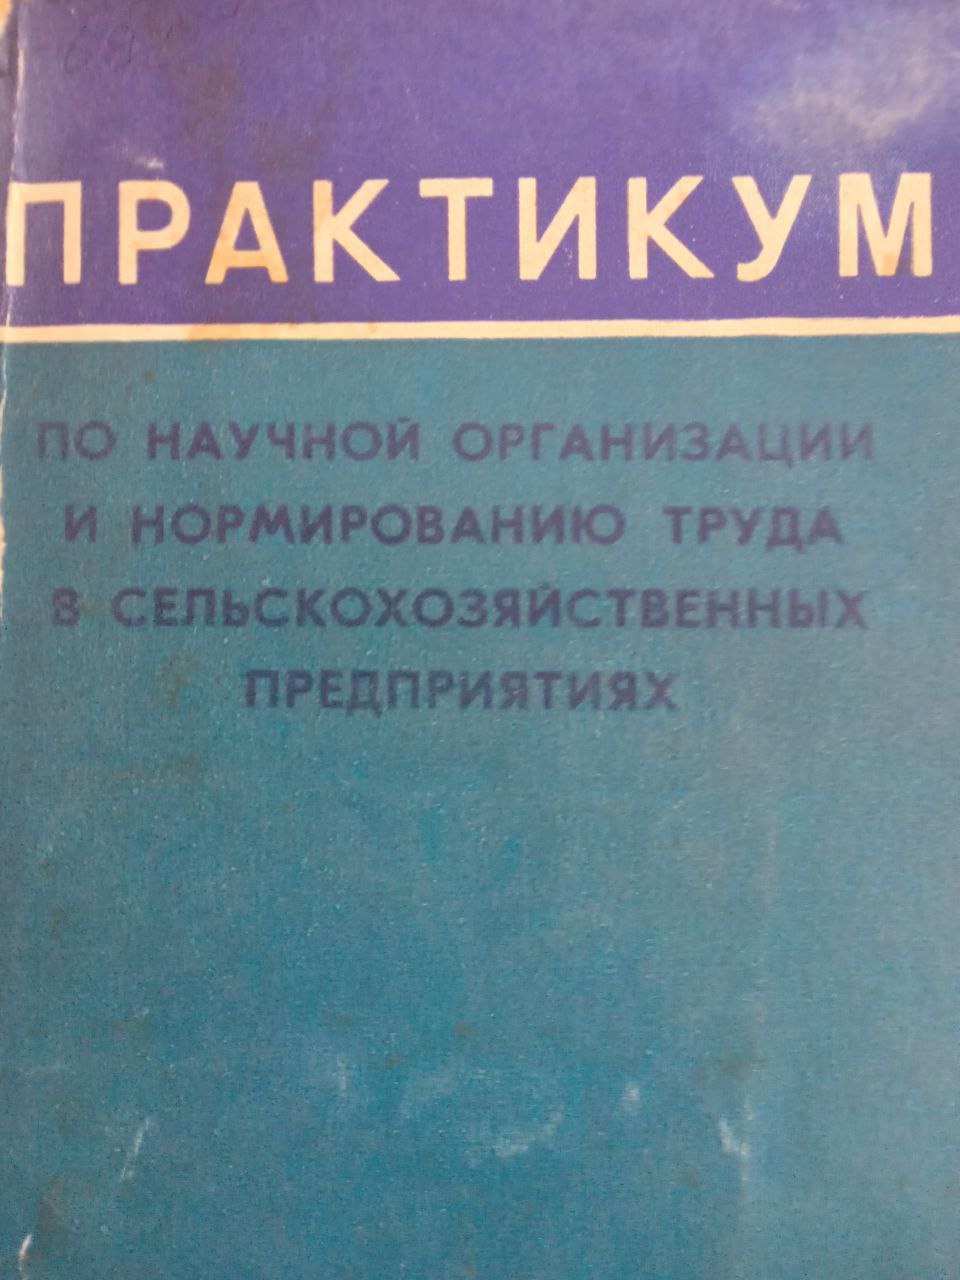 ПРАКТИКУМ
ПО НАУЧНОЙ ОРГАНИЗАЦИИ
И НОРМИРОВАНИЮ ТРУДА
В СЕЛЬСКОХОЗЯЙСТВЕННЫХ
ПРЕДПРИЯТИЯХ